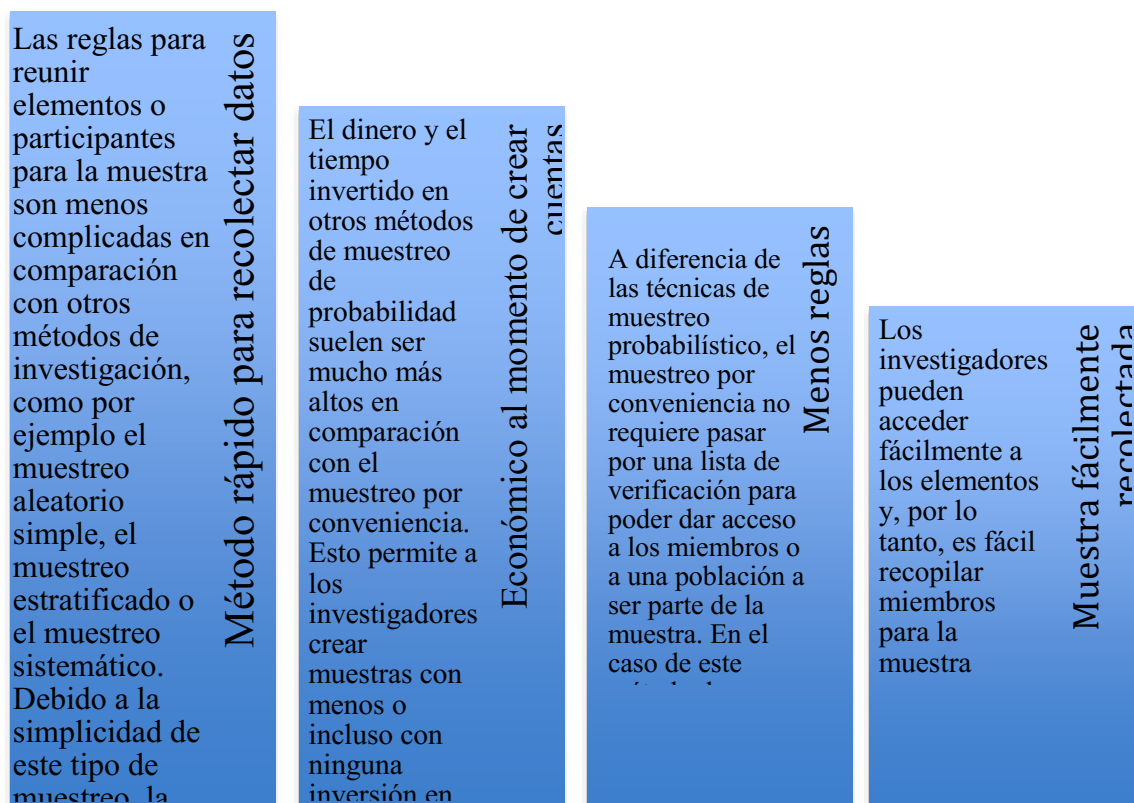 Las reglas para
reunir
elementos o
participantes
para la muestra
son menos
complicadas en
comparación
con otros
métodos de
investigación,
como por
ejemplo el
muestreo
aleatorio
simple, el
muestreo
estratificado o
el muestreo
sistemático.
Debido a la
simplicidad de
este tipo de
muestreo, la
Método rápido para recolectar datos
El dinero y el
tiempo
invertido en
otros métodos
de muestreo
de
probabilidad
suelen ser
mucho más
altos en
comparación
con el
muestreo por
conveniencia.
Esto permite a
los
investigadores
crear
muestras con
menos o
incluso con
ninguna
inversión en
Económico al momento de crear
cuentas
A diferencia de
las técnicas de
muestreo
probabilístico, el
muestreo por
conveniencia no
requiere pasar
por una lista de
verificación para
poder dar acceso
a los miembros o
a una población a
ser parte de la
muestra. En el
caso de este
Menos reglas
Los
investigadores
pueden
acceder
fácilmente a
los elementos
y, por lo
tanto, es fácil
recopilar
miembros
para la
muestra
Muestra fácilmente
recolectada